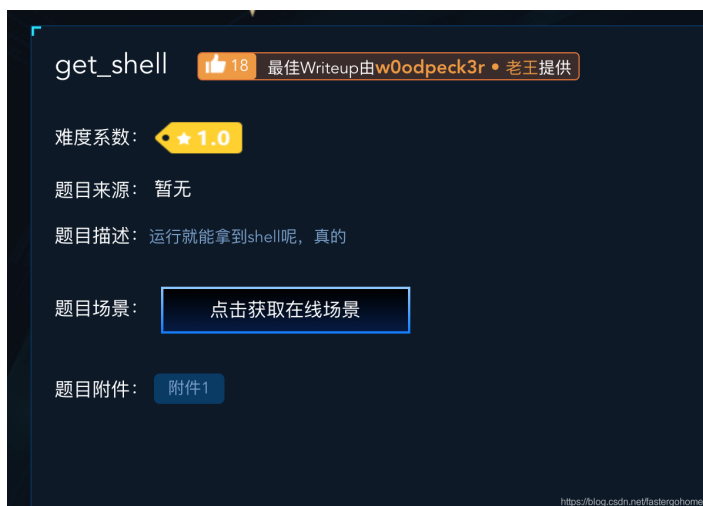 get_shell 18 最佳Writeup由w0odpeck3r • 老王提供
难度系数： 1.0
题目来源： 暂无
题目描述： 运行就能拿到shell呢，真的
题目场景： 点击获取在线场景
题目附件： 附件1
https://blog.csdn.net/fastergohome